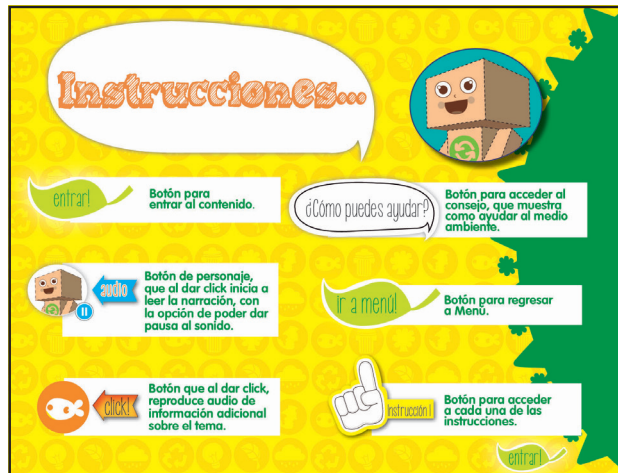 Instrucciones...
entrar!
Botón para
entrar al contenido.
¿Cómo puedes ayudar?
Botón para acceder al
consejo, que muestra
como ayudar al medio
ambiente.
audio
Botón de personaje,
que al dar click inicia a
leer la narración, con
la opción de poder dar
pausa al sonido.
ir a menú!
Botón para regresar
a Menú.
click!
Botón que al dar click,
reproduce audio de
información adicional
sobre el tema.
Instrucción 1
Botón para acceder
a cada una de las
instrucciones.
entrar!